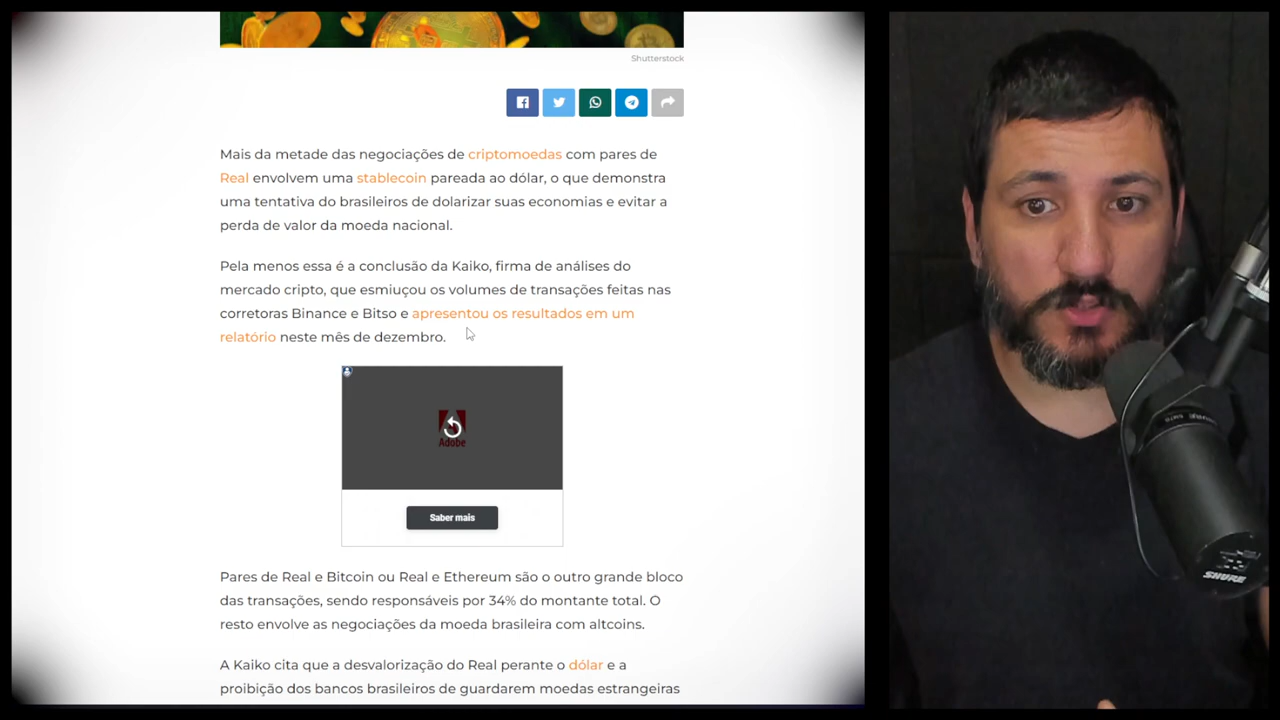 Shutterstock
Mais da metade das negociações de criptomoedas com pares de
Real envolvem uma stablecoin pareada ao dólar, o que demonstra
uma tentativa do brasileiros de dolarizar suas economias e evitar a
perda de valor da moeda nacional.
Pela menos essa é a conclusão da Kaiko, firma de análises do
mercado cripto, que esmiuçou os volumes de transações feitas nas
corretoras Binance e Bitso e apresentou os resultados em um
relatório neste mês de dezembro.
Adobe
Saber mais
Pares de Real e Bitcoin ou Real e Ethereum são o outro grande bloco
das transações, sendo responsáveis por 34% do montante total. O
resto envolve as negociações da moeda brasileira com altcoins.
A Kaiko cita que a desvalorização do Real perante o dólar e a
proibição dos bancos brasileiros de guardarem moedas estrangeiras
SHURE